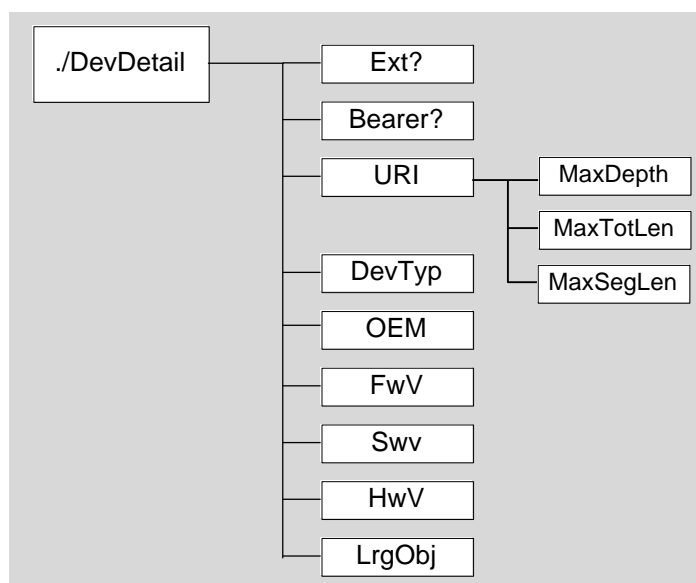 ./DevDetail
Ext?
Bearer?
URI
MaxDepth
MaxTotLen
MaxSegLen
DevTyp
OEM
FwV
Swv
HwV
LrgObj